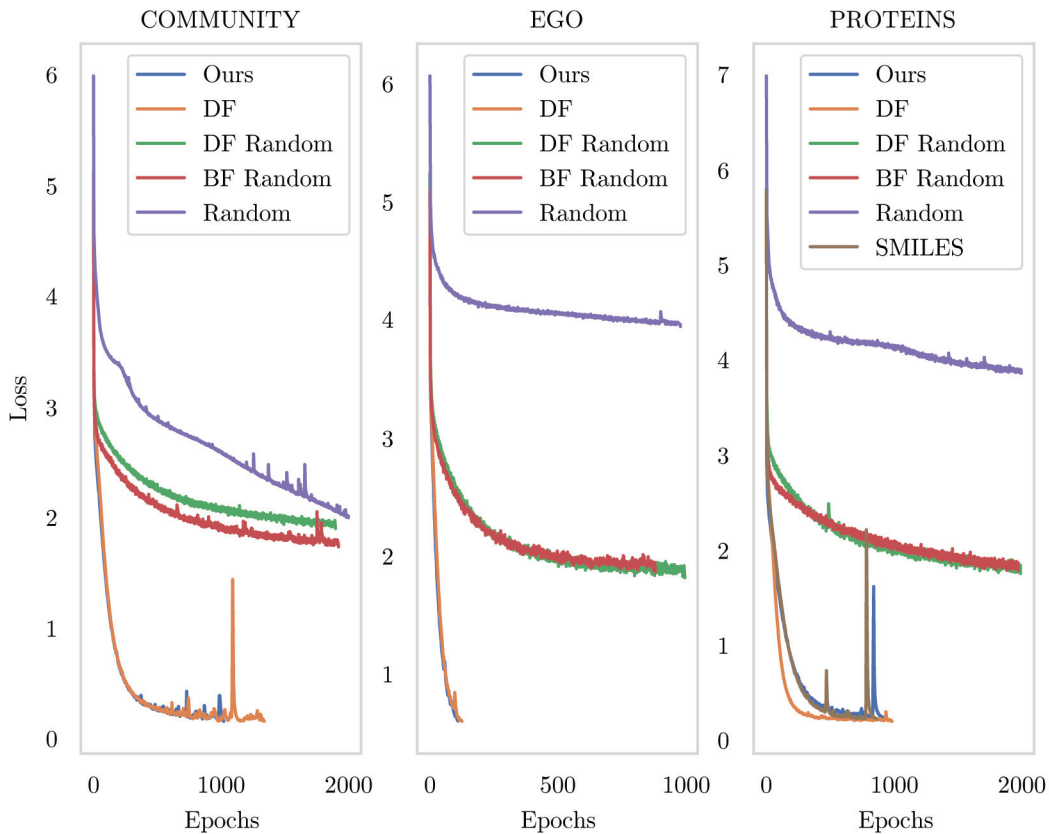 COMMUNITY
EGO
PROTEINS
Loss
6
5
4
3
2
1
0
Ours
DF
DF Random
BF Random
Random
0
1000
2000
Epochs
6
5
4
3
2
1
Ours
DF
DF Random
BF Random
Random
0
500
1000
Epochs
7
6
5
4
3
2
1
0
Ours
DF
DF Random
BF Random
Random
SMILES
0
1000
2000
Epochs